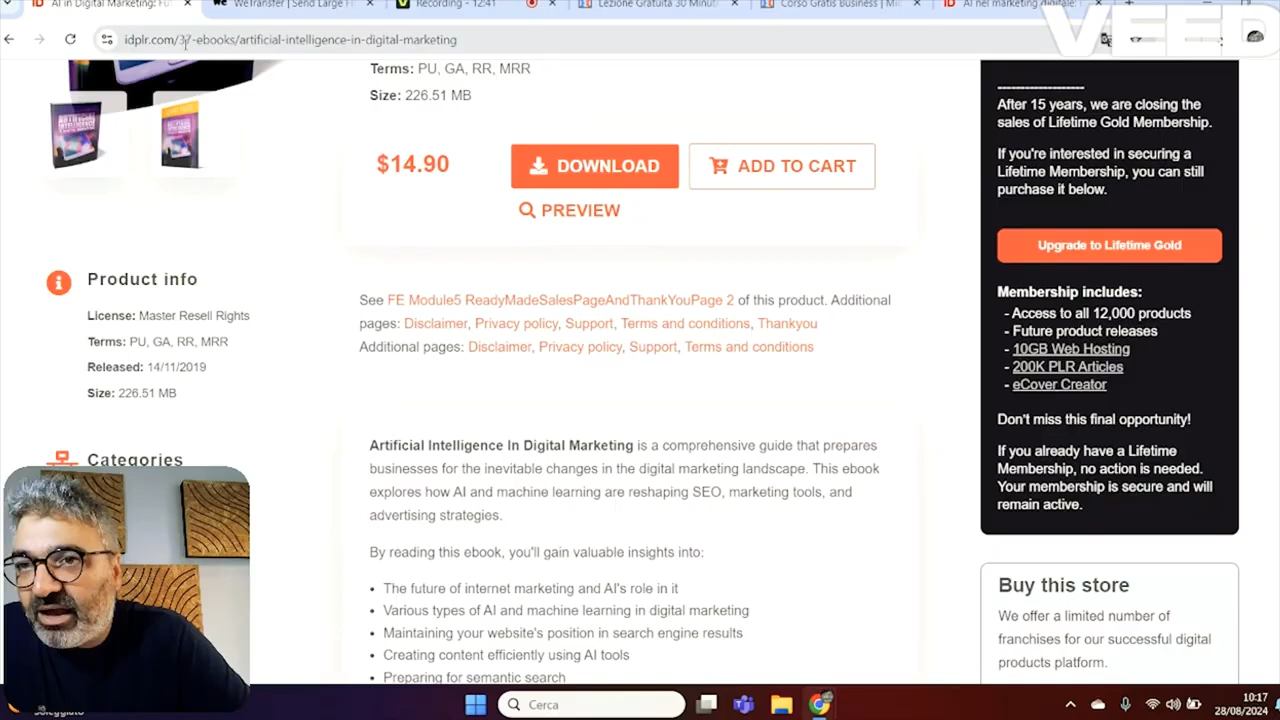 AI in Digital Marketing: Fu
WeTransfer | Send Large Fi
Recording - 12:41
Lezione Gratuita 30 Minuti
Corso Gratis Business | Mi
AI nel marketing digitale:
idplr.com/37-ebooks/artificial-intelligence-in-digital-marketing
VEED
Terms: PU, GA, RR, MRR
Size: 226.51 MB
$14.90
DOWNLOAD
ADD TO CART
PREVIEW
Product info
License: Master Resell Rights
Terms: PU, GA, RR, MRR
Released: 14/11/2019
Size: 226.51 MB
Categories
See FE Module5 ReadyMadeSalesPageAndThankYouPage 2 of this product. Additional
pages: Disclaimer, Privacy policy, Support, Terms and conditions, Thankyou
Additional pages: Disclaimer, Privacy policy, Support, Terms and conditions
Artificial Intelligence In Digital Marketing is a comprehensive guide that prepares
businesses for the inevitable changes in the digital marketing landscape. This ebook
explores how AI and machine learning are reshaping SEO, marketing tools, and
advertising strategies.
By reading this ebook, you'll gain valuable insights into:
• The future of internet marketing and AI's role in it
• Various types of AI and machine learning in digital marketing
• Maintaining your website's position in search engine results
• Creating content efficiently using AI tools
• Preparing for semantic search
--------------------
After 15 years, we are closing the
sales of Lifetime Gold Membership.
If you're interested in securing a
Lifetime Membership, you can still
purchase it below.
Upgrade to Lifetime Gold
Membership includes:
- Access to all 12,000 products
- Future product releases
- 10GB Web Hosting
- 200K PLR Articles
- eCover Creator
Don't miss this final opportunity!
If you already have a Lifetime
Membership, no action is needed.
Your membership is secure and will
remain active.
Buy this store
We offer a limited number of
franchises for our successful digital
products platform.
Soleggiato
Cerca
10:17
28/08/2024